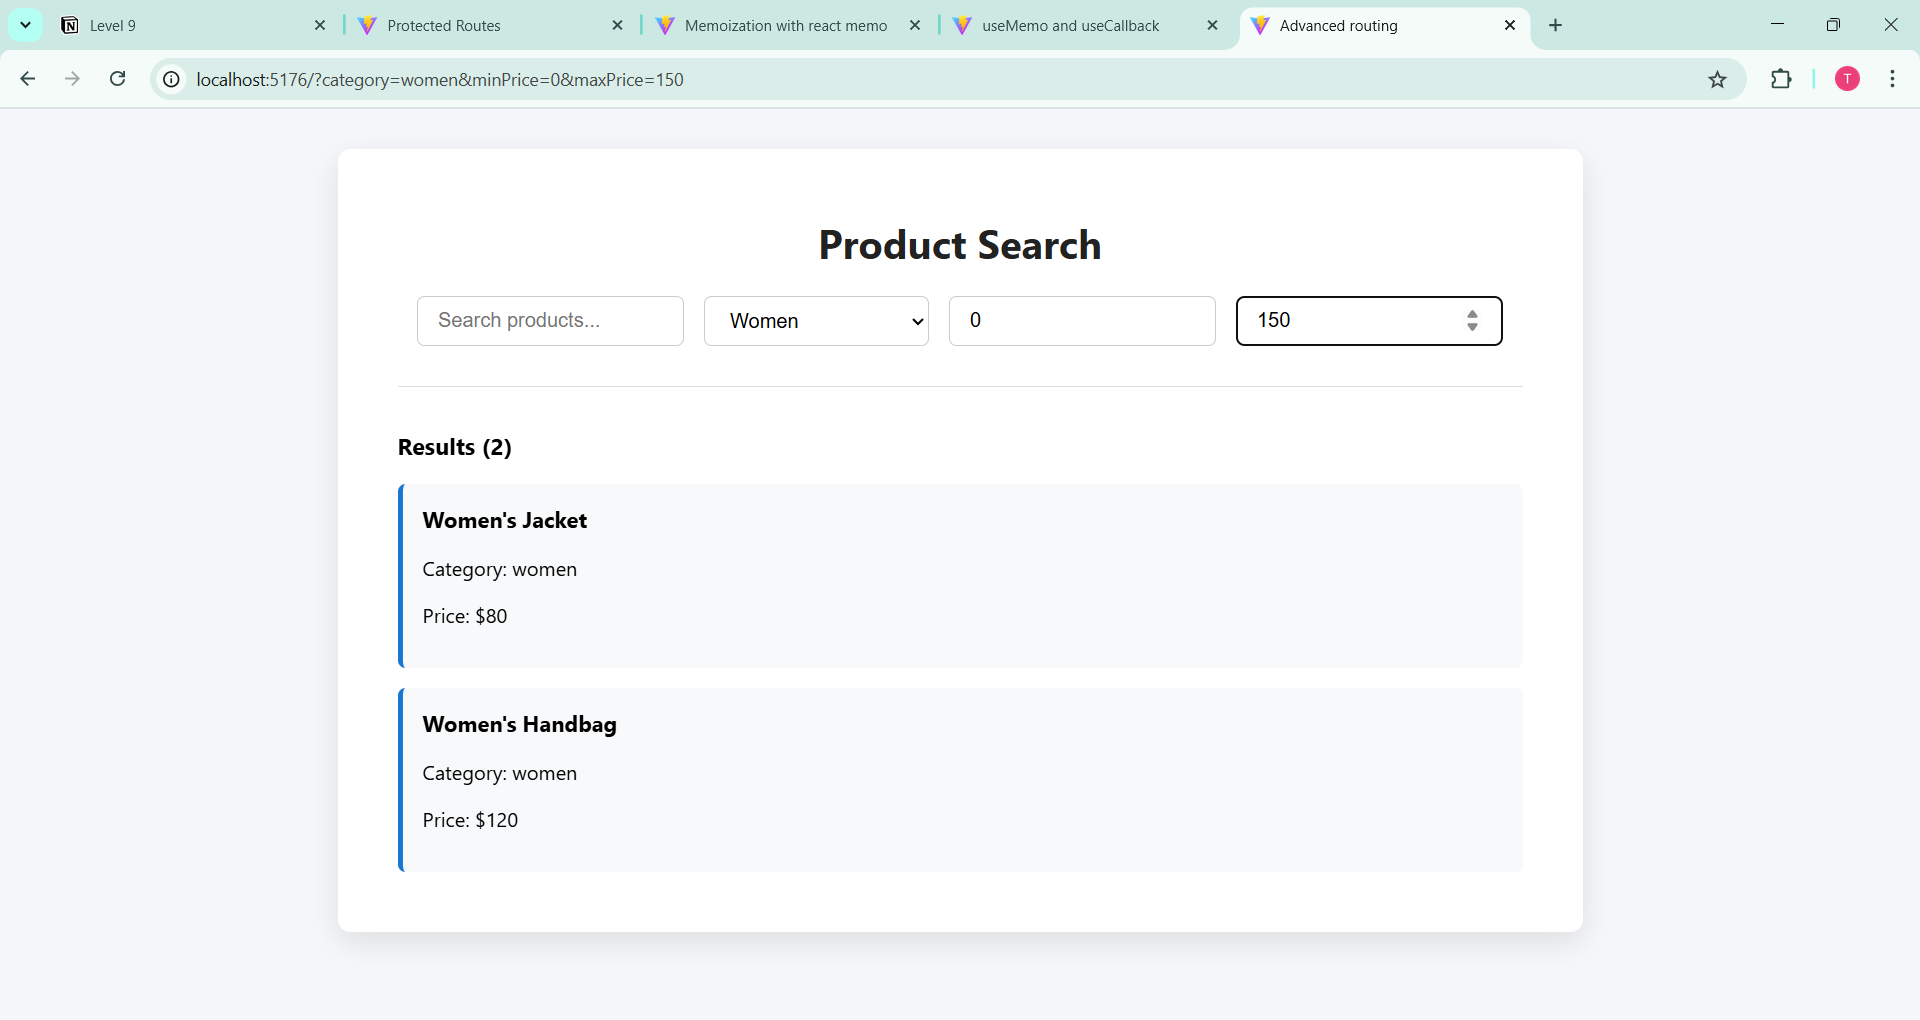 Level 9
Protected Routes
Memoization with react memo
useMemo and useCallback
Advanced routing
localhost:5176/?category=women&minPrice=0&maxPrice=150
T
Product Search
Search products...
Women
0
150
Results (2)
Women's Jacket
Category: women
Price: $80
Women's Handbag
Category: women
Price: $120